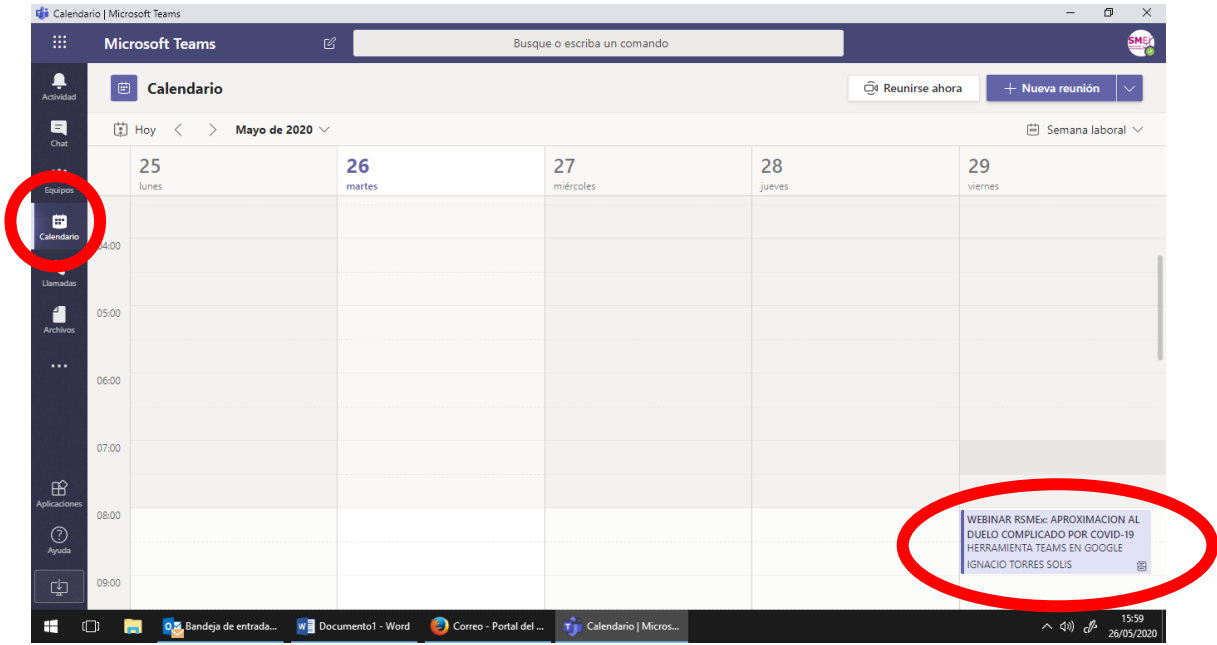 Calendario | Microsoft Teams
Microsoft Teams
Busque o escriba un comando
SMEx
Actividad
Calendario
Reunirse ahora
Nueva reunión
Chat
Hoy
Mayo de 2020
Semana laboral
Equipos
25
lunes
26
martes
27
miércoles
28
jueves
29
viernes
Calendario
04:00
Llamadas
05:00
Archivos
06:00
07:00
Aplicaciones
08:00
Ayuda
09:00
WEBINAR RSMEx: APROXIMACION AL
DUELO COMPLICADO POR COVID-19
HERRAMIENTA TEAMS EN GOOGLE
IGNACIO TORRES SOLIS
Bandeja de entrada...
Documento1 - Word
Correo - Portal del ...
Calendario | Micros...
15:59
26/05/2020